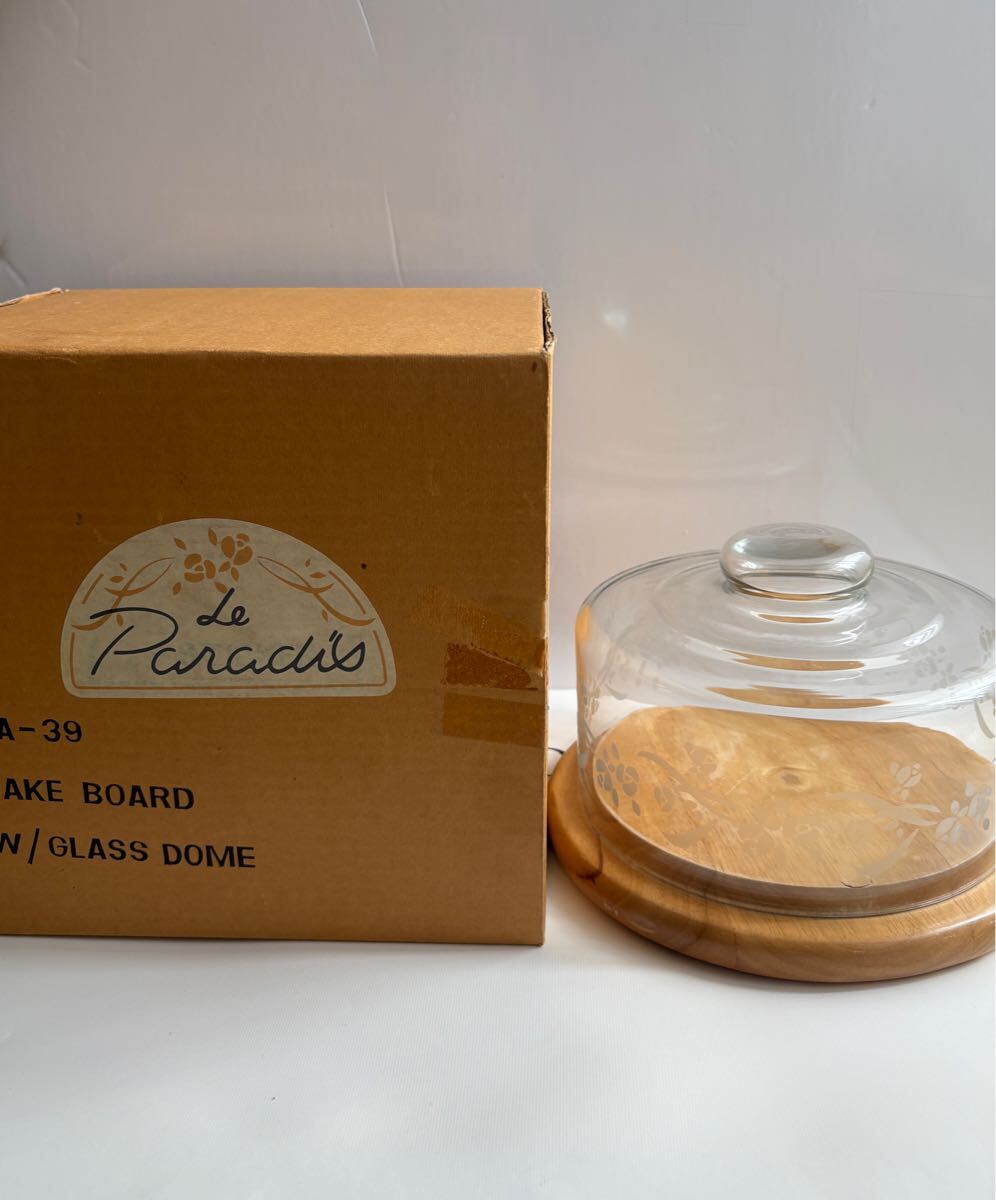 Le
Paradis
A-39
AKE BOARD
W/GLASS DOME